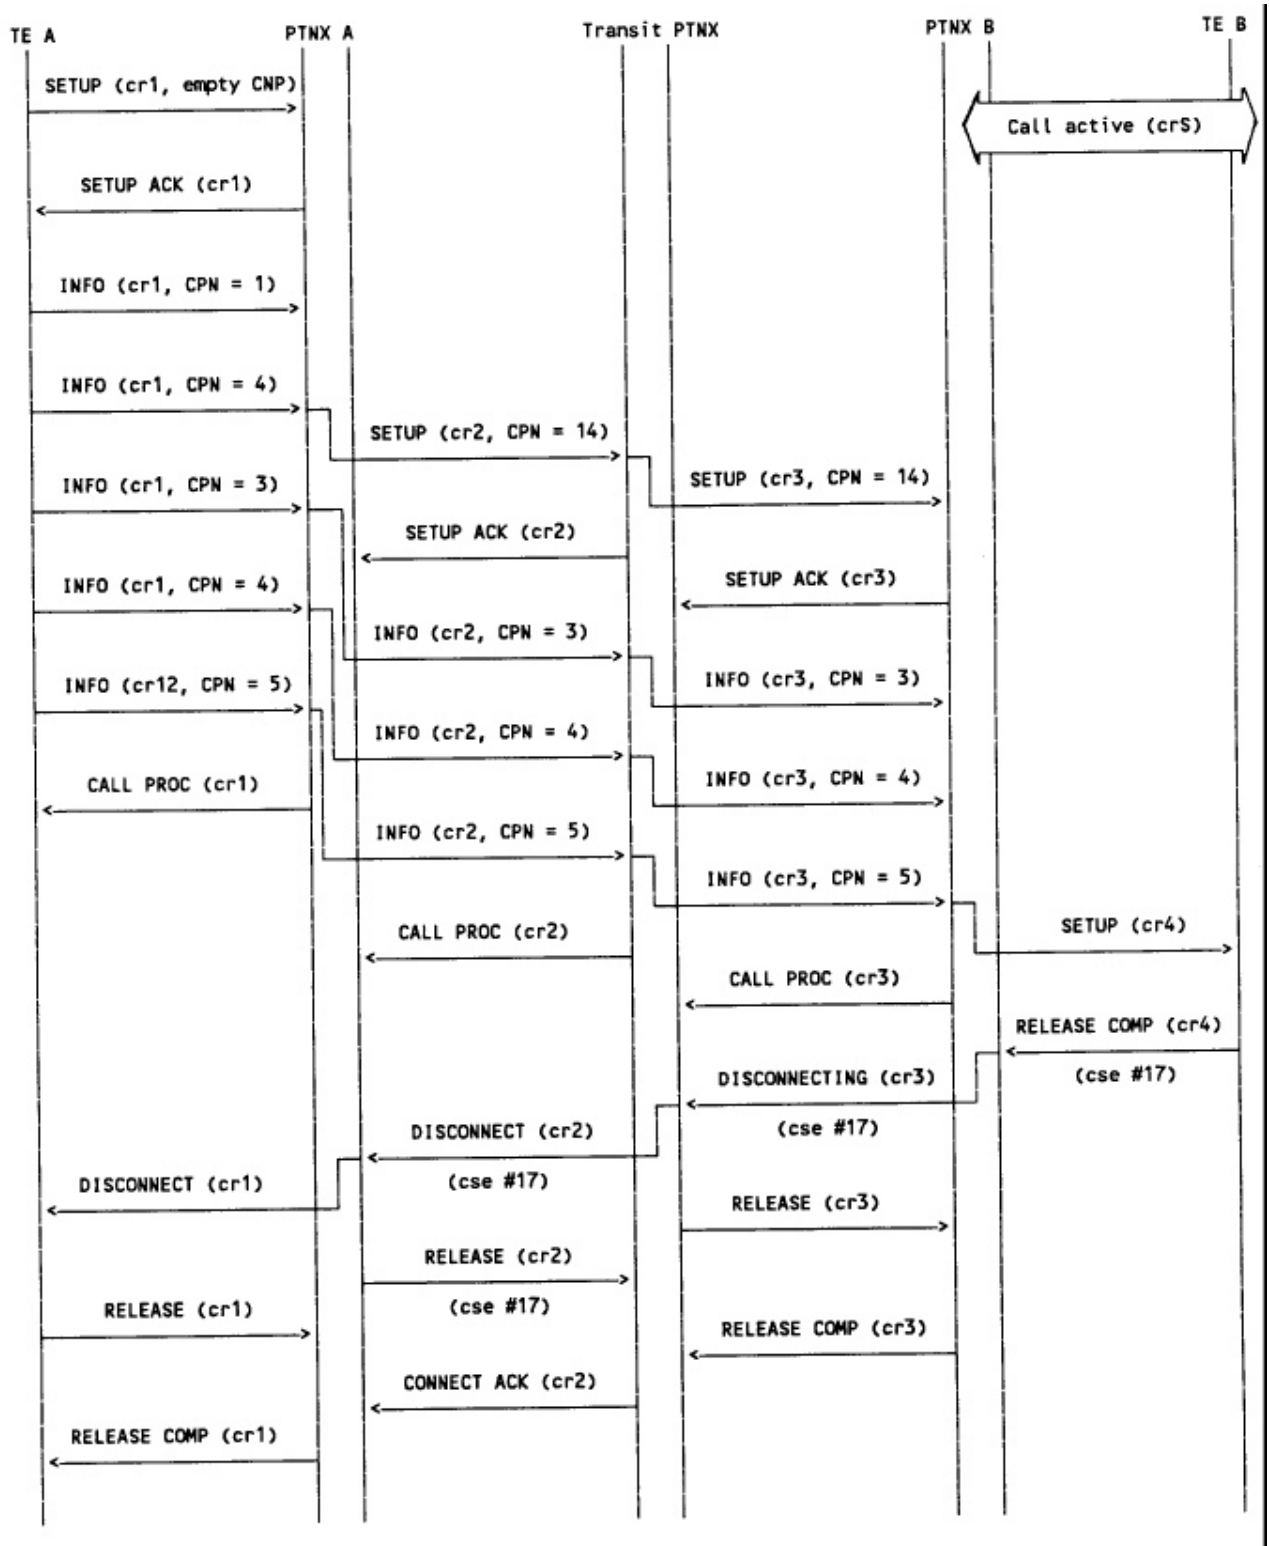 TE A
PTNX A
Transit PTNX
PTNX B
TE B
SETUP (cr1, empty CNP)
Call active (crS)
SETUP ACK (cr1)
INFO (cr1, CPN = 1)
INFO (cr1, CPN = 4)
SETUP (cr2, CPN = 14)
SETUP (cr3, CPN = 14)
INFO (cr1, CPN = 3)
SETUP ACK (cr2)
SETUP ACK (cr3)
INFO (cr1, CPN = 4)
INFO (cr2, CPN = 3)
INFO (cr3, CPN = 3)
INFO (cr12, CPN = 5)
INFO (cr2, CPN = 4)
INFO (cr3, CPN = 4)
CALL PROC (cr1)
INFO (cr2, CPN = 5)
INFO (cr3, CPN = 5)
SETUP (cr4)
CALL PROC (cr2)
CALL PROC (cr3)
RELEASE COMP (cr4)
(cse #17)
DISCONNECTING (cr3)
(cse #17)
DISCONNECT (cr2)
(cse #17)
DISCONNECT (cr1)
RELEASE (cr3)
RELEASE (cr2)
(cse #17)
RELEASE (cr1)
RELEASE COMP (cr3)
CONNECT ACK (cr2)
RELEASE COMP (cr1)